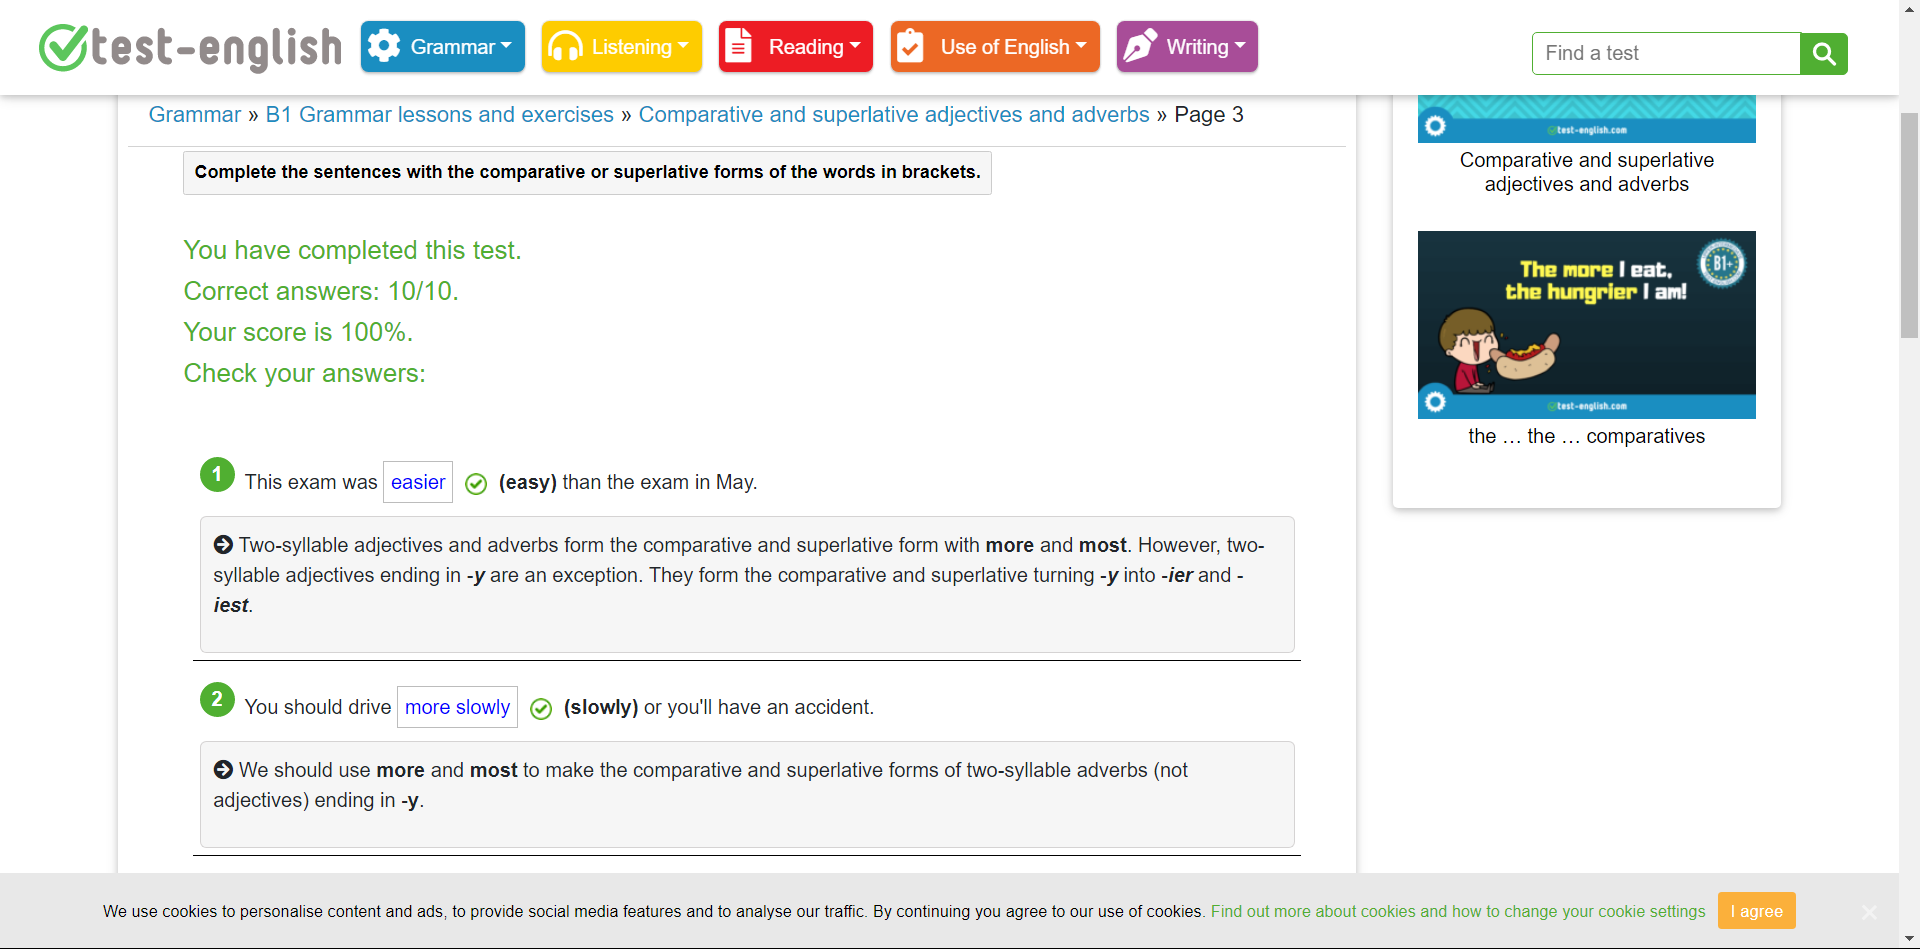 test-english
Grammar
Listening
Reading
Use of English
Writing
Find a test
Grammar » B1 Grammar lessons and exercises » Comparative and superlative adjectives and adverbs » Page 3
Complete the sentences with the comparative or superlative forms of the words in brackets.
You have completed this test.
Correct answers: 10/10.
Your score is 100%.
Check your answers:
1 This exam was easier (easy) than the exam in May.
Two-syllable adjectives and adverbs form the comparative and superlative form with more and most. However, two-
syllable adjectives ending in -y are an exception. They form the comparative and superlative turning -y into -ier and -
iest.
2 You should drive more slowly (slowly) or you'll have an accident.
We should use more and most to make the comparative and superlative forms of two-syllable adverbs (not
adjectives) ending in -y.
test-english.com
Comparative and superlative
adjectives and adverbs
The more I eat,
the hungrier I am!
B1+
test-english.com
the … the … comparatives
We use cookies to personalise content and ads, to provide social media features and to analyse our traffic. By continuing you agree to our use of cookies. Find out more about cookies and how to change your cookie settings
I agree